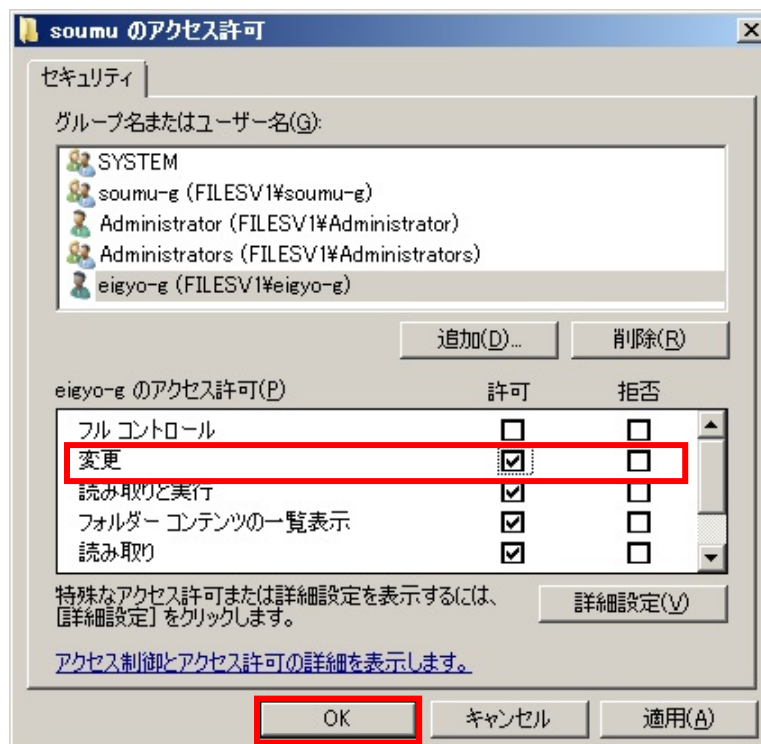 soumu のアクセス許可
セキュリティ
グループ名またはユーザー名(G):
SYSTEM
soumu-g (FILESV1¥soumu-g)
Administrator (FILESV1¥Administrator)
Administrators (FILESV1¥Administrators)
eigyo-g (FILESV1¥eigyo-g)
追加(D)... 削除(R)
eigyo-g のアクセス許可(P) 許可 拒否
フル コントロール
変更
読み取りと実行
フォルダー コンテンツの一覧表示
読み取り
特殊なアクセス許可または詳細設定を表示するには、
[詳細設定] をクリックします。
詳細設定(V)
アクセス制御とアクセス許可の詳細を表示します。
OK キャンセル 適用(A)